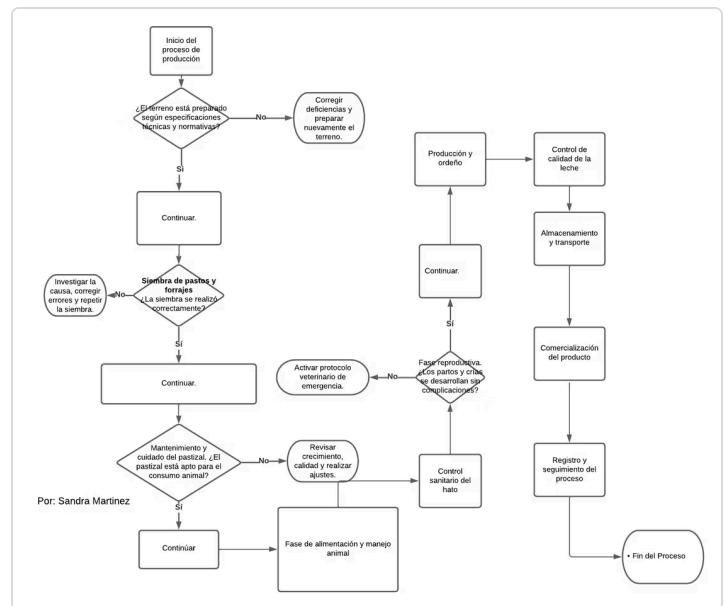 Inicio del
proceso de
producción
¿El terreno está preparado
según especificaciones
técnicas y normativas?
No
Corregir
deficiencias y
preparar
nuevamente el
terreno.
Sí
Continuar.
Siembra de pastos y
forrajes
¿La siembra se realizó
correctamente?
No
Investigar la
causa, corregir
errores y repetir
la siembra.
Sí
Continuar.
Mantenimiento y
cuidado del pastizal. ¿El
pastizal está apto para el
consumo animal?
No
Revisar
crecimiento,
calidad y realizar
ajustes.
Por: Sandra Martinez
Sí
Continúar
Fase de alimentación y manejo
animal
Control
sanitario del
hato
Fase reproductiva.
¿Los partos y crías
se desarrollan sin
complicaciones?
No
Activar protocolo
veterinario de
emergencia.
Sí
Continuar.
Producción y
ordeño
Control de
calidad de la
leche
Almacenamiento
y transporte
Comercialización
del producto
Registro y
seguimiento del
proceso
• Fin del Proceso